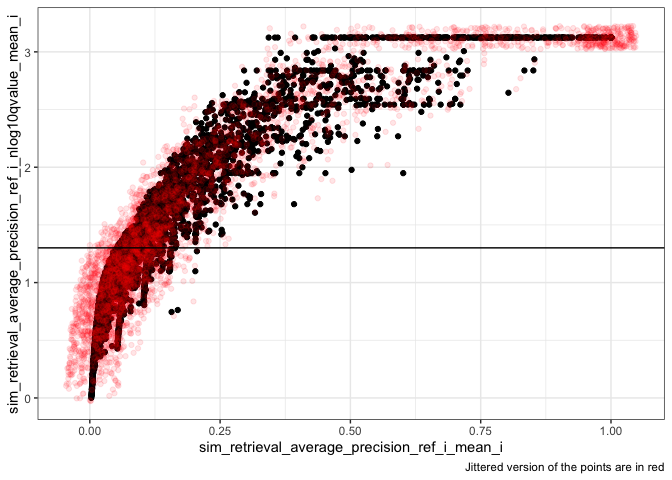 sim_retrieval_average_precision_ref_i_nlog10qvalue_mean_i
3
2
1
0
0.00 0.25 0.50 0.75 1.00
sim_retrieval_average_precision_ref_i_mean_i
Jittered version of the points are in red